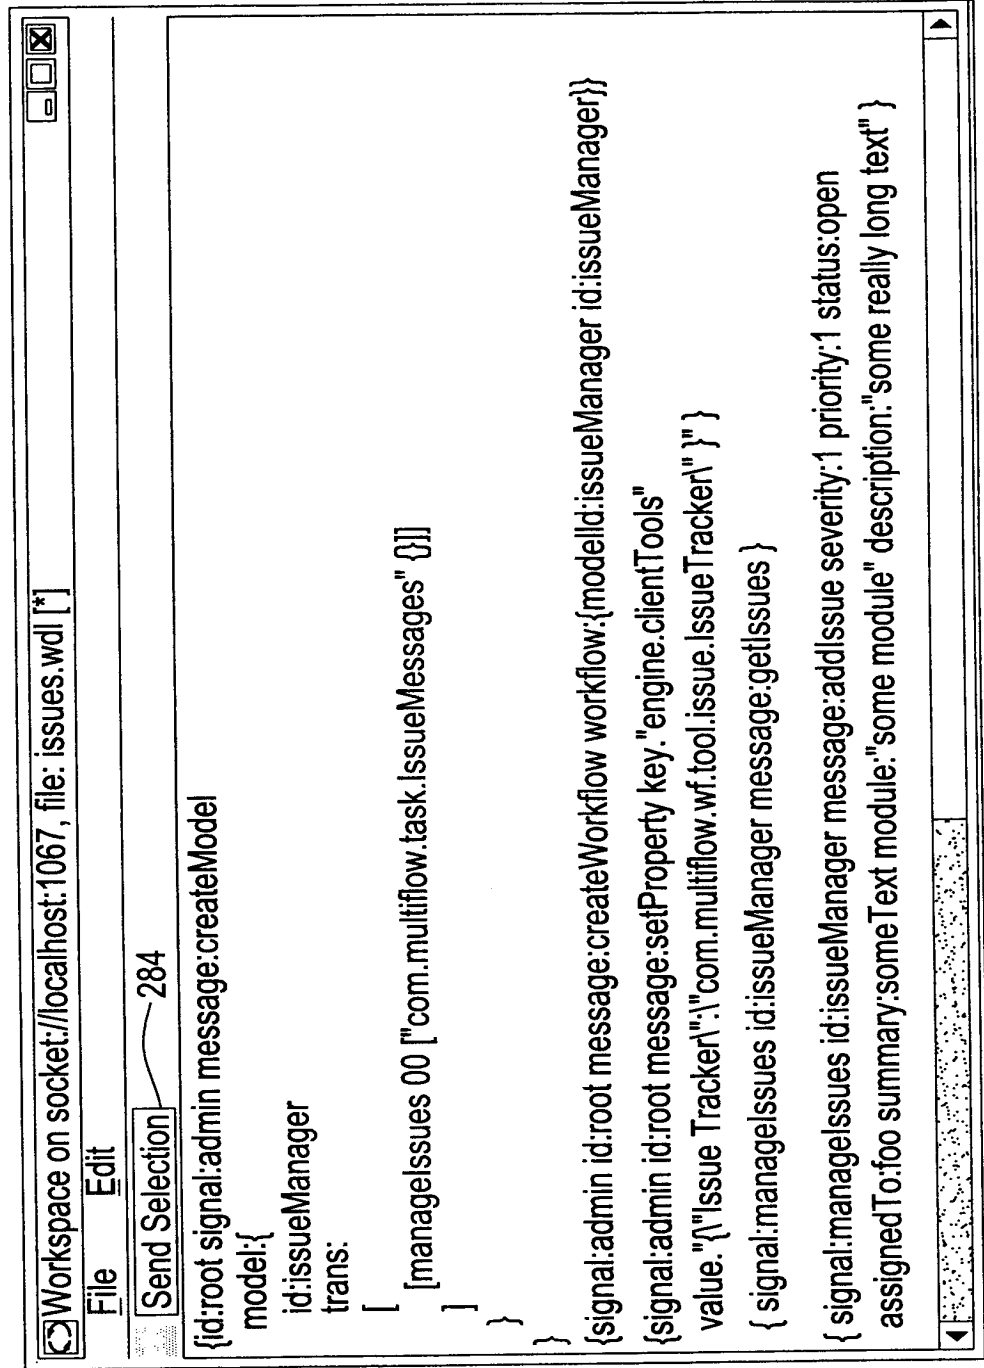 Workspace on socket://localhost:1067, file: issues.wdl [*]
File Edit
Send Selection 284
{id:root signal:admin message:createModel
model:{
id:issueManager
trans:
[
[manageIssues 00 ["com.multiflow.task.IssueMessages" {}]]
]
}
}
{signal:admin id:root message:createWorkflow workflow:{modelId:issueManager id:issueManager}}
{signal:admin id:root message:setProperty key."engine.clientTools"
value."{\"Issue Tracker\":\"com.multiflow.wf.tool.issue.IssueTracker\" }" }
{ signal:manageIssues id:issueManager message:getIssues }
{ signal:manageIssues id:issueManager message:addIssue severity:1 priority:1 status:open
assignedTo:foo summary:someText module:"some module" description:"some really long text" }